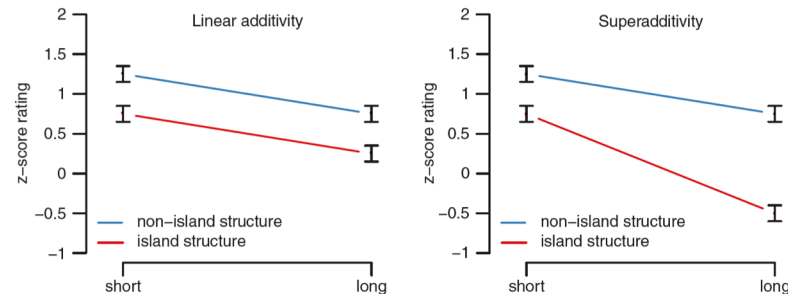 Linear additivity
2
1.5
1
0.5
0
−0.5
−1
z−score rating
non−island structure
island structure
short long
Superadditivity
2
1.5
1
0.5
0
−0.5
−1
z−score rating
non−island structure
island structure
short long